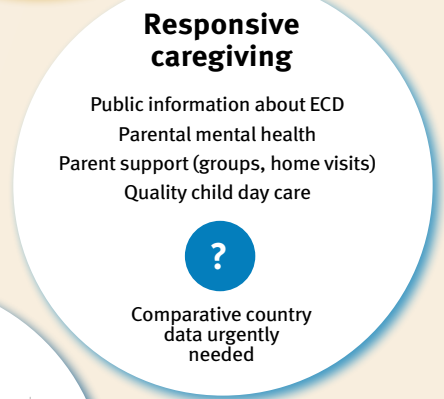 Responsive
caregiving
Public information about ECD
Parental mental health
Parent support (groups, home visits)
Quality child day care
?
Comparative country
data urgently
needed